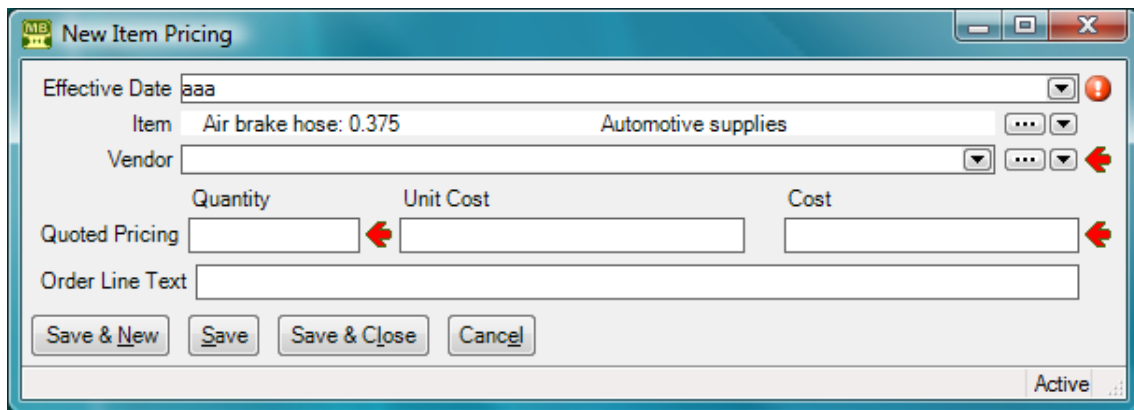 MB
New Item Pricing
Effective Date aaa
Item Air brake hose: 0.375 Automotive supplies
Vendor
Quantity Unit Cost Cost
Quoted Pricing
Order Line Text
Save & New Save Save & Close Cancel
Active